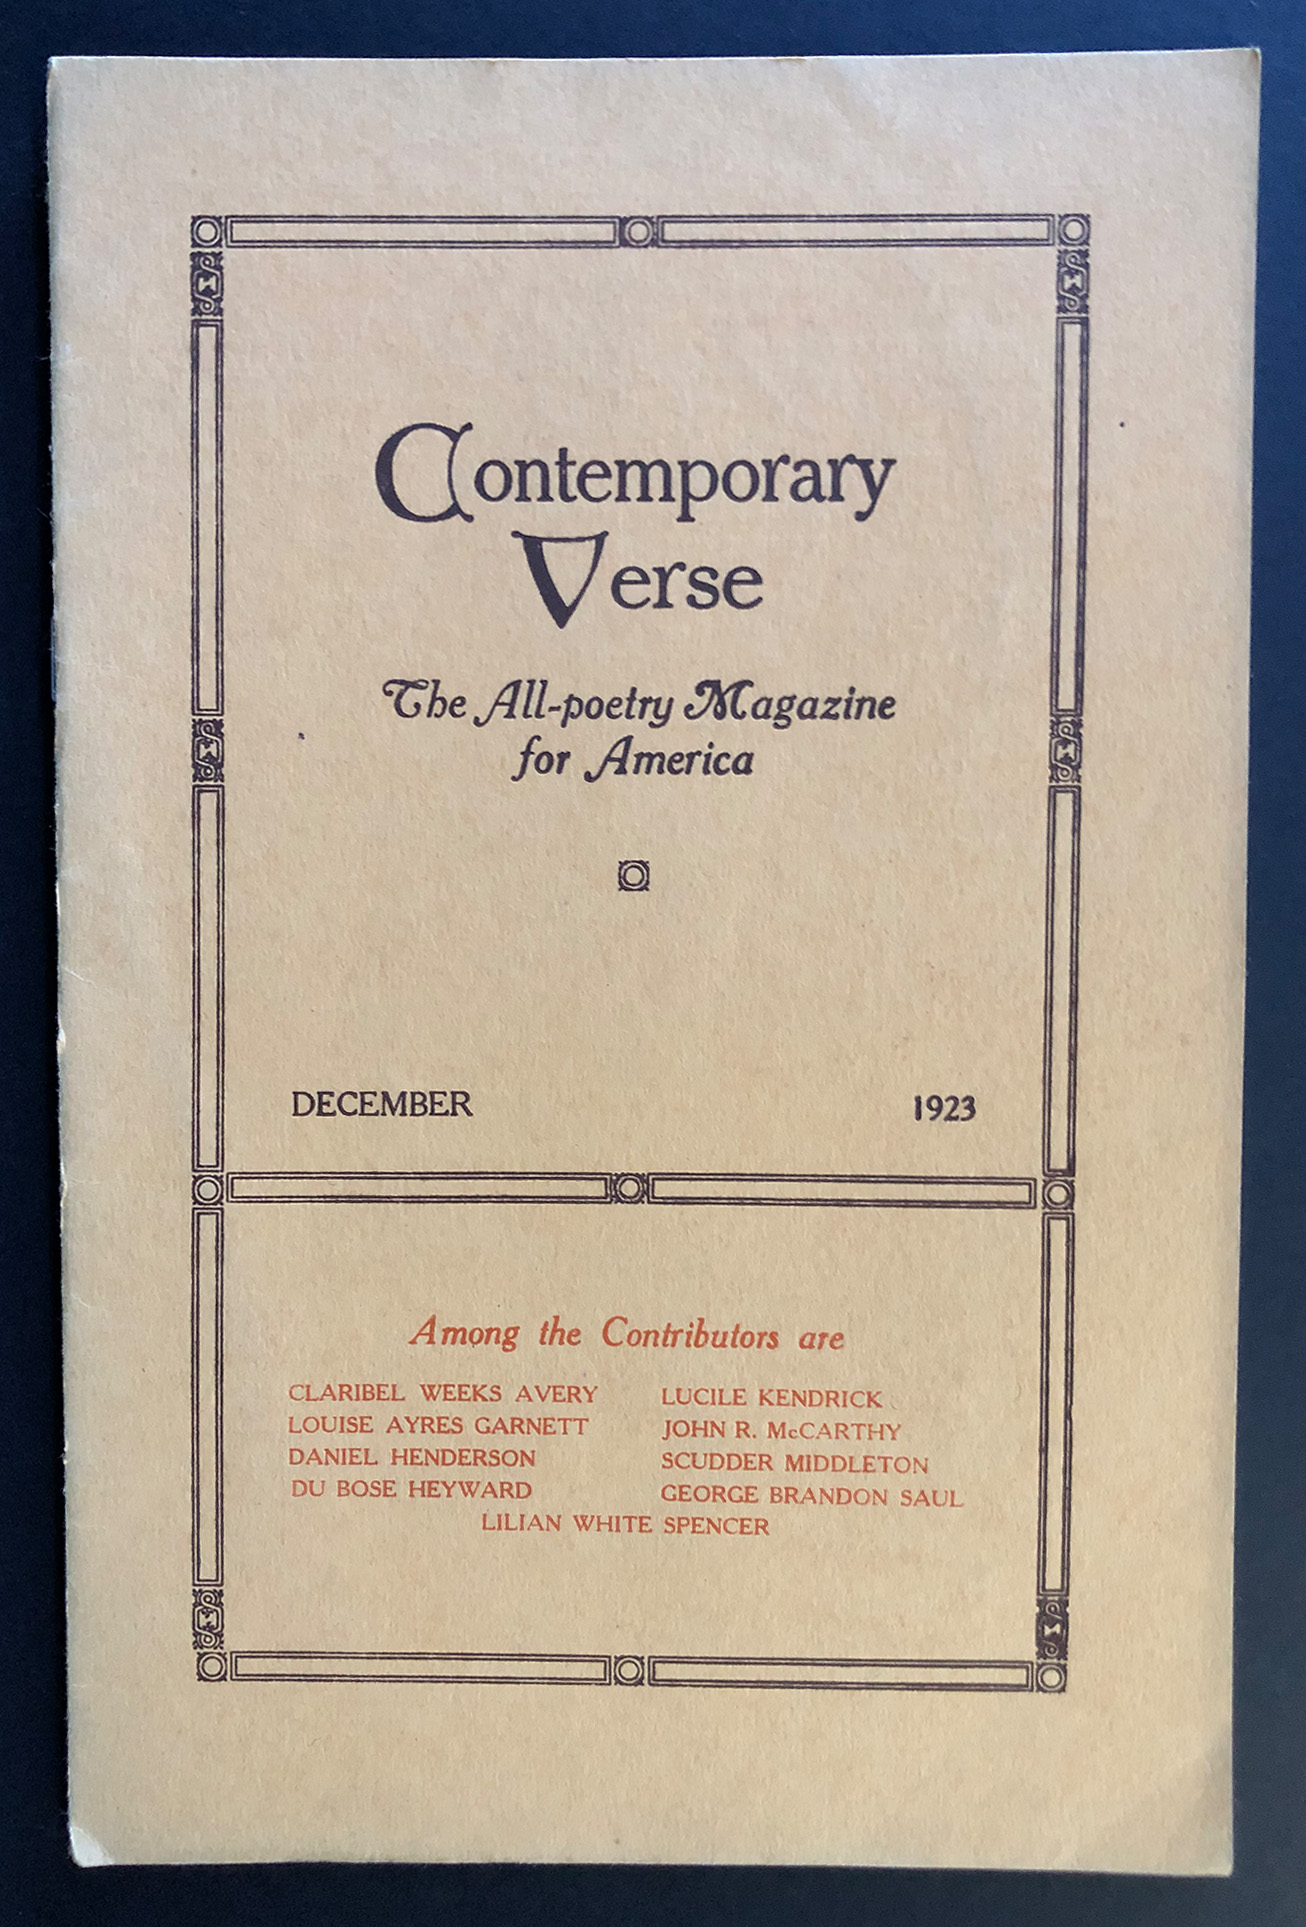 Contemporary
Verse
The All-poetry Magazine
for America
DECEMBER 1923
Among the Contributors are
CLARIBEL WEEKS AVERY LUCILE KENDRICK
LOUISE AYRES GARNETT JOHN R. McCARTHY
DANIEL HENDERSON SCUDDER MIDDLETON
DU BOSE HEYWARD GEORGE BRANDON SAUL
LILIAN WHITE SPENCER